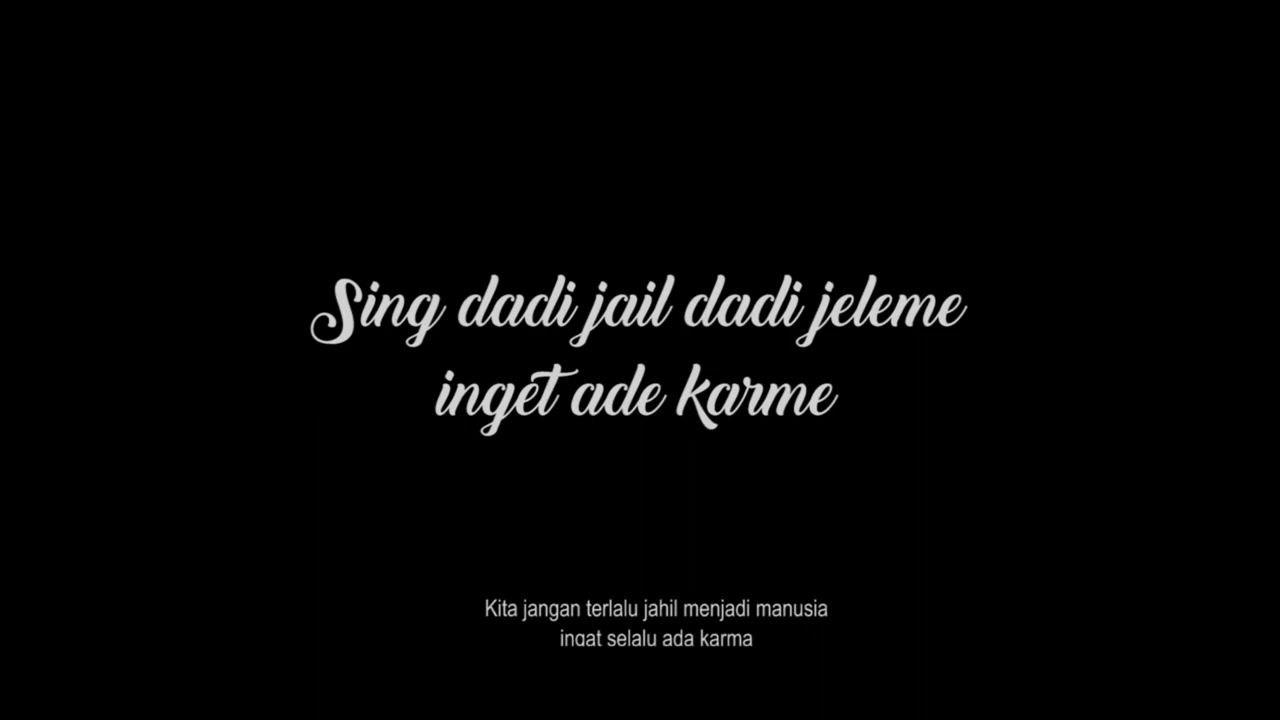 Sing dadi jail dadi jeleme
inget ade karme
Kita jangan terlalu jahil menjadi manusia
ingat selalu ada karma